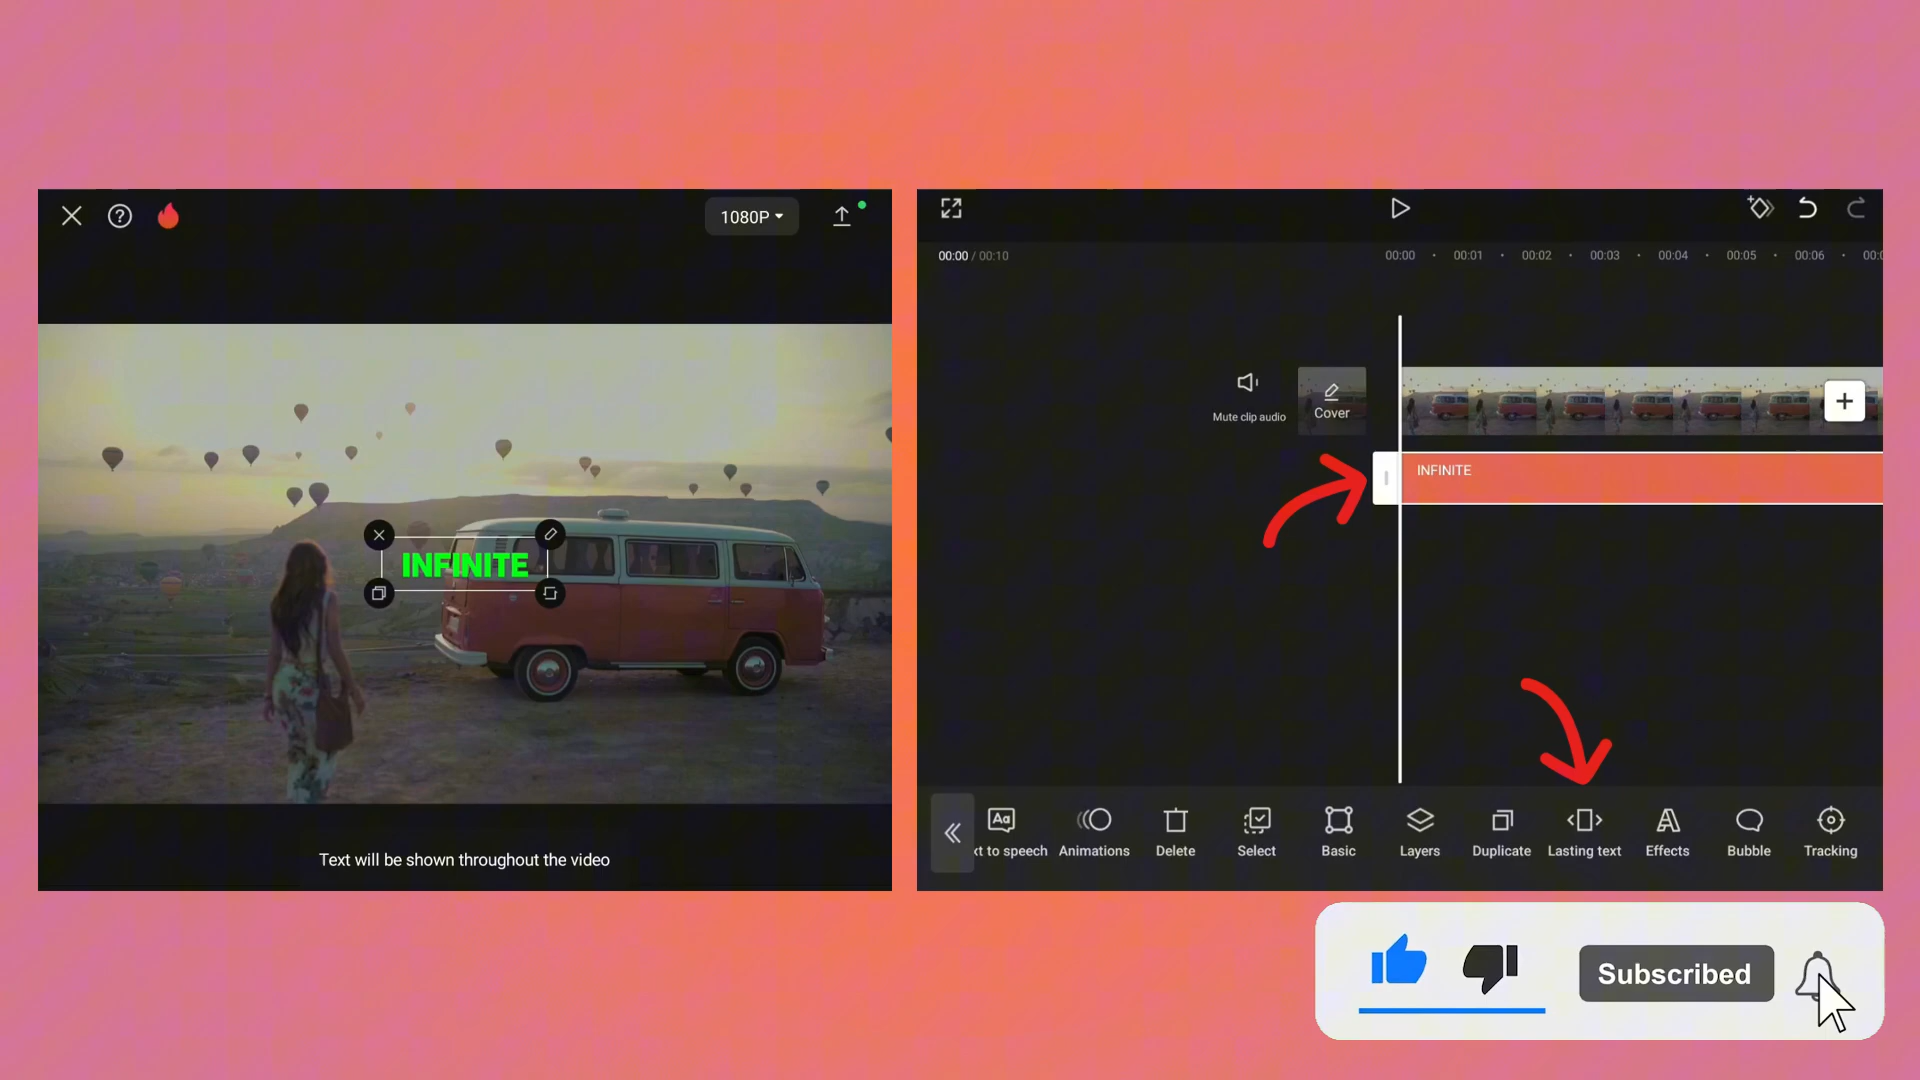 1080P
INFINITE
Text will be shown throughout the video
00:00 / 00:10
00:00 00:01 00:02 00:03 00:04 00:05 00:06 00:0
Mute clip audio
Cover
INFINITE
xt to speech Animations Delete Select Basic Layers Duplicate Lasting text Effects Bubble Tracking
Subscribed